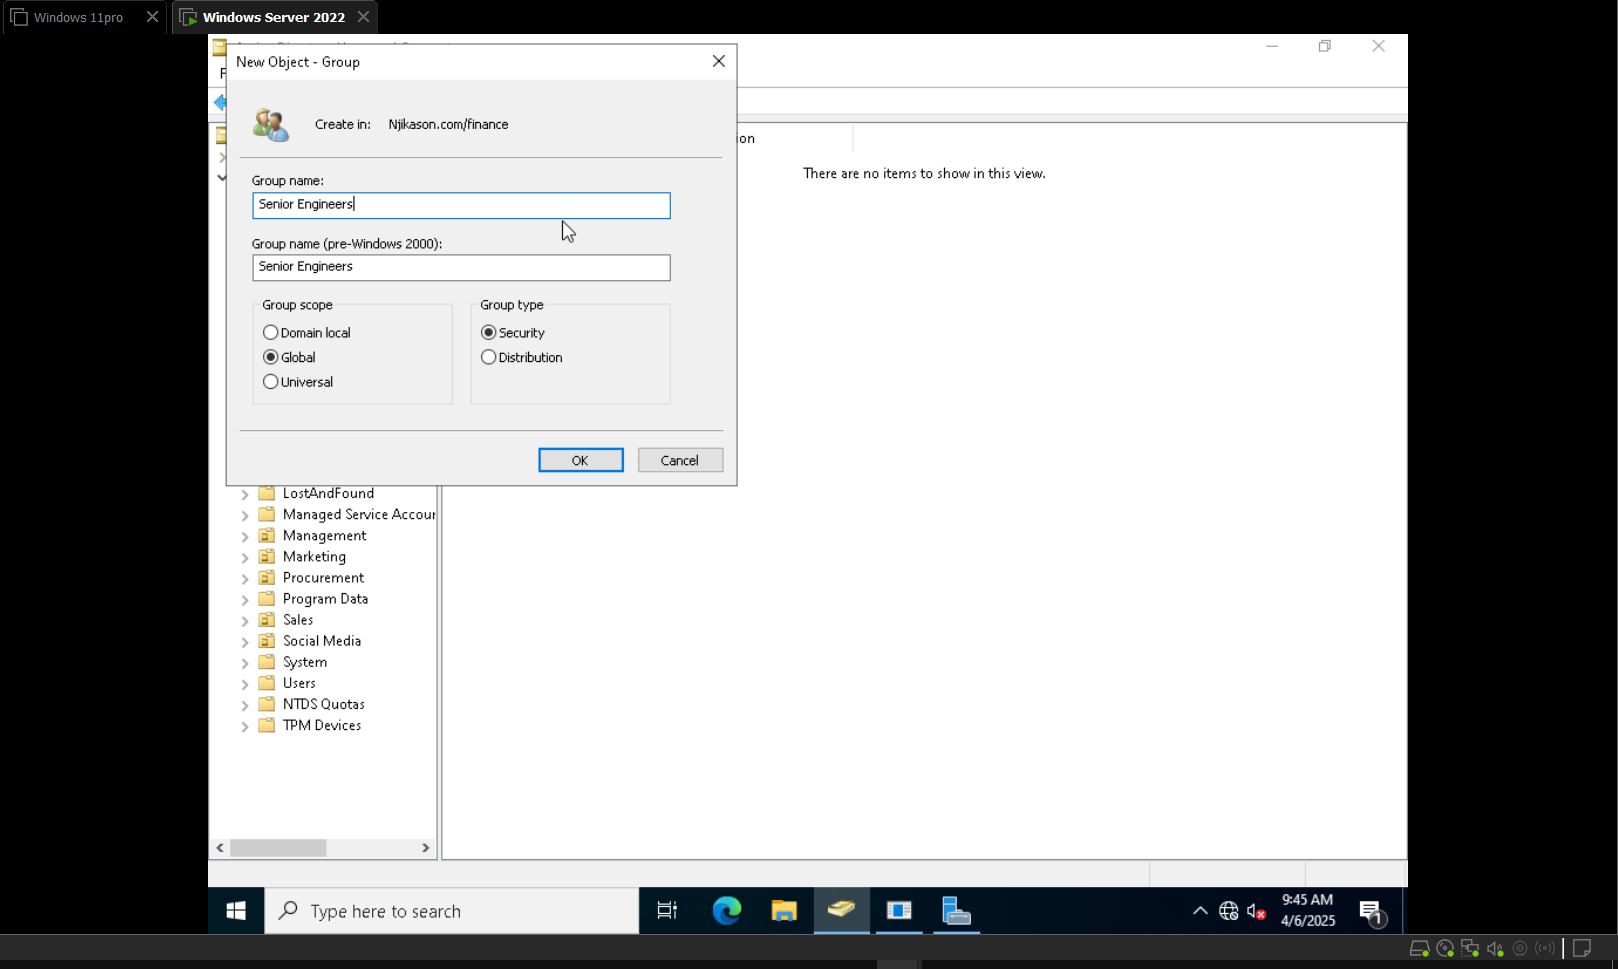 Windows 11pro
Windows Server 2022
New Object - Group
F
Create in: Njikason.com/finance
ion
There are no items to show in this view.
Group name:
Senior Engineers
Group name (pre-Windows 2000):
Senior Engineers
Group scope
Domain local
Global
Universal
Group type
Security
Distribution
OK
Cancel
LostAndFound
Managed Service Accour
Management
Marketing
Procurement
Program Data
Sales
Social Media
System
Users
NTDS Quotas
TPM Devices
Type here to search
9:45 AM
4/6/2025
1